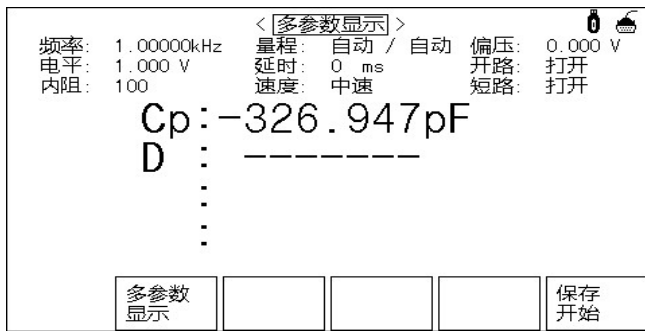 < 多参数显示 >
频率: 1.00000kHz 量程: 自动 / 自动 偏压: 0.000 V
电平: 1.000 V 延时: 0 ms 开路: 打开
内阻: 100 速度: 中速 短路: 打开
Cp:-326.947pF
D : -------
:
:
多参数显示 保存开始